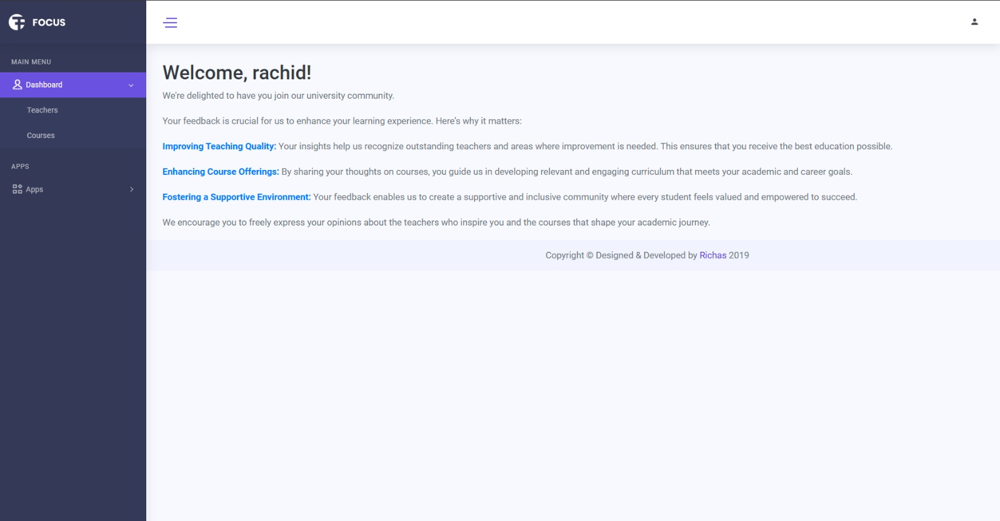 FOCUS
MAIN MENU
Dashboard
Teachers
Courses
APPS
Apps
Welcome, rachid!
We're delighted to have you join our university community.
Your feedback is crucial for us to enhance your learning experience. Here's why it matters:
Improving Teaching Quality: Your insights help us recognize outstanding teachers and areas where improvement is needed. This ensures that you receive the best education possible.
Enhancing Course Offerings: By sharing your thoughts on courses, you guide us in developing relevant and engaging curriculum that meets your academic and career goals.
Fostering a Supportive Environment: Your feedback enables us to create a supportive and inclusive community where every student feels valued and empowered to succeed.
We encourage you to freely express your opinions about the teachers who inspire you and the courses that shape your academic journey.
Copyright © Designed & Developed by Richas 2019